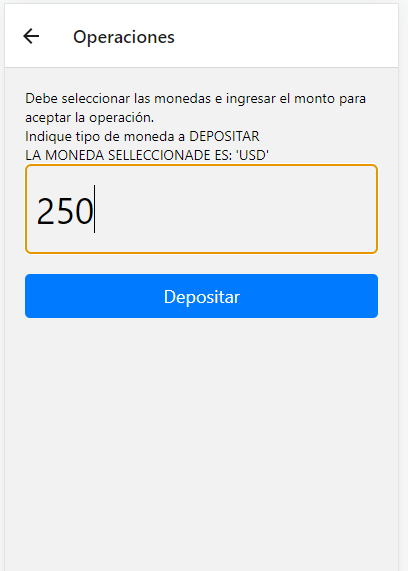 Operaciones
Debe seleccionar las monedas e ingresar el monto para
aceptar la operación.
Indique tipo de moneda a DEPOSITAR
LA MONEDA SELLECCIONADE ES: 'USD'
250
Depositar